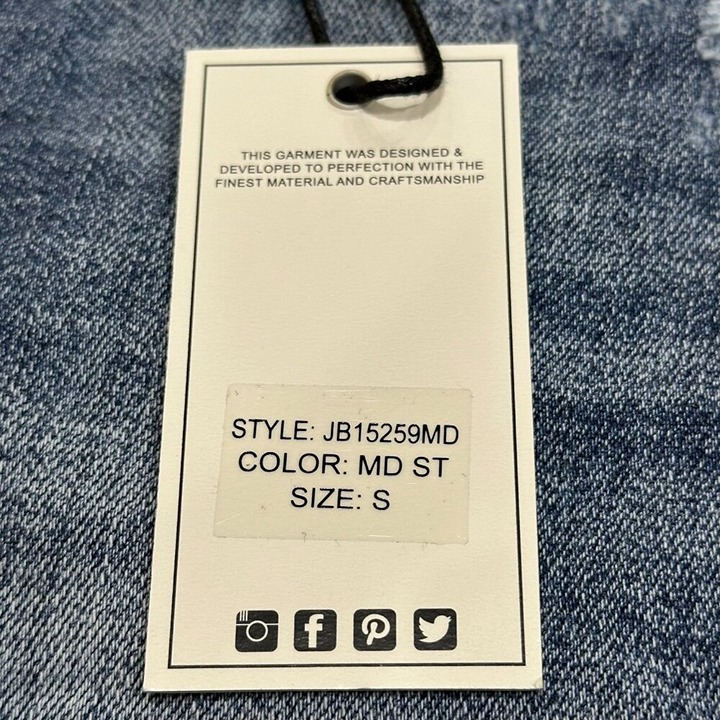 THIS GARMENT WAS DESIGNED &
DEVELOPED TO PERFECTION WITH THE
FINEST MATERIAL AND CRAFTSMANSHIP
STYLE: JB15259MD
COLOR: MD ST
SIZE: S